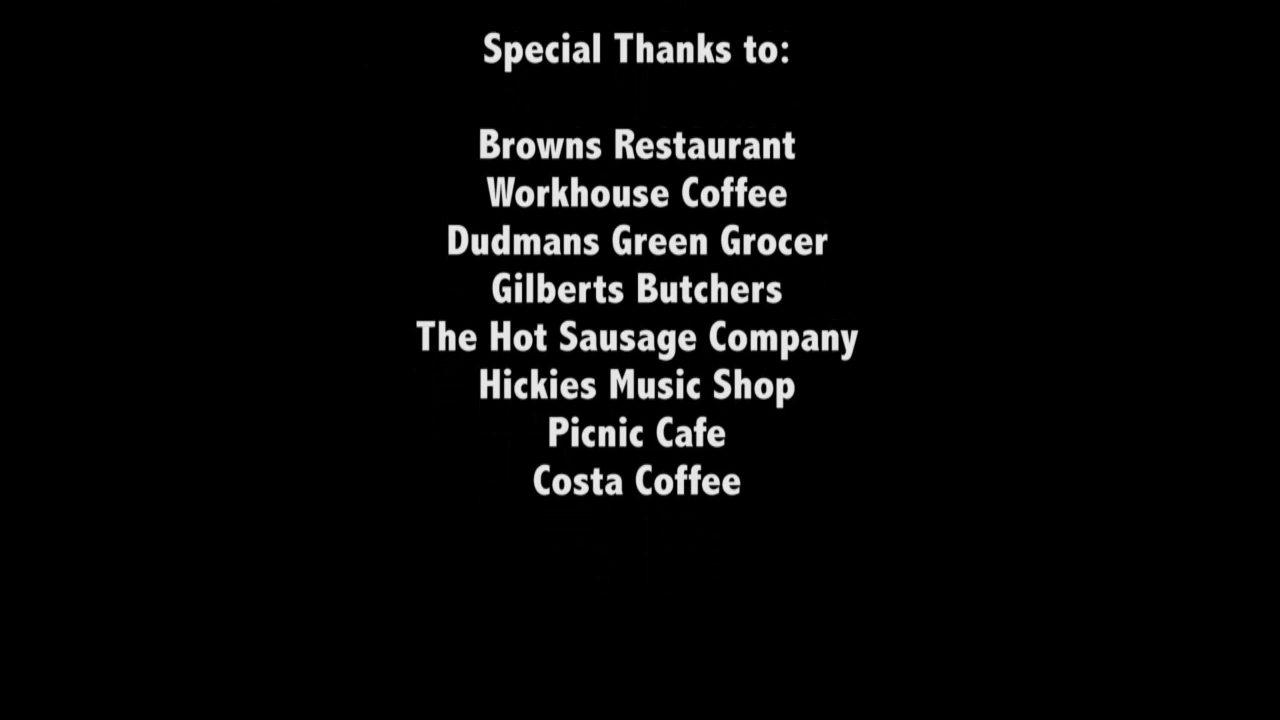 Special Thanks to:
Browns Restaurant
Workhouse Coffee
Dudmans Green Grocer
Gilberts Butchers
The Hot Sausage Company
Hickies Music Shop
Picnic Cafe
Costa Coffee